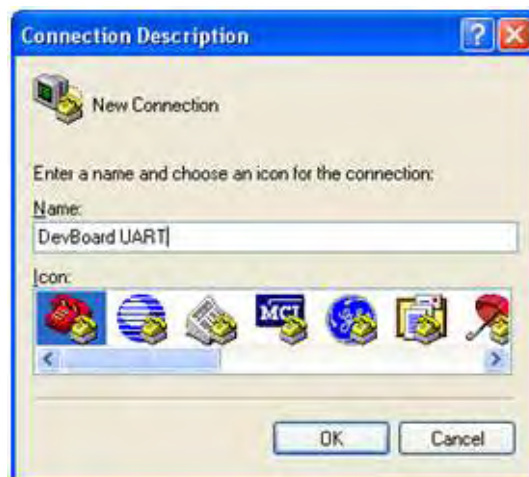 Connection Description
New Connection
Enter a name and choose an icon for the connection:
Name:
DevBoard UART
Icon:
MCI
OK
Cancel